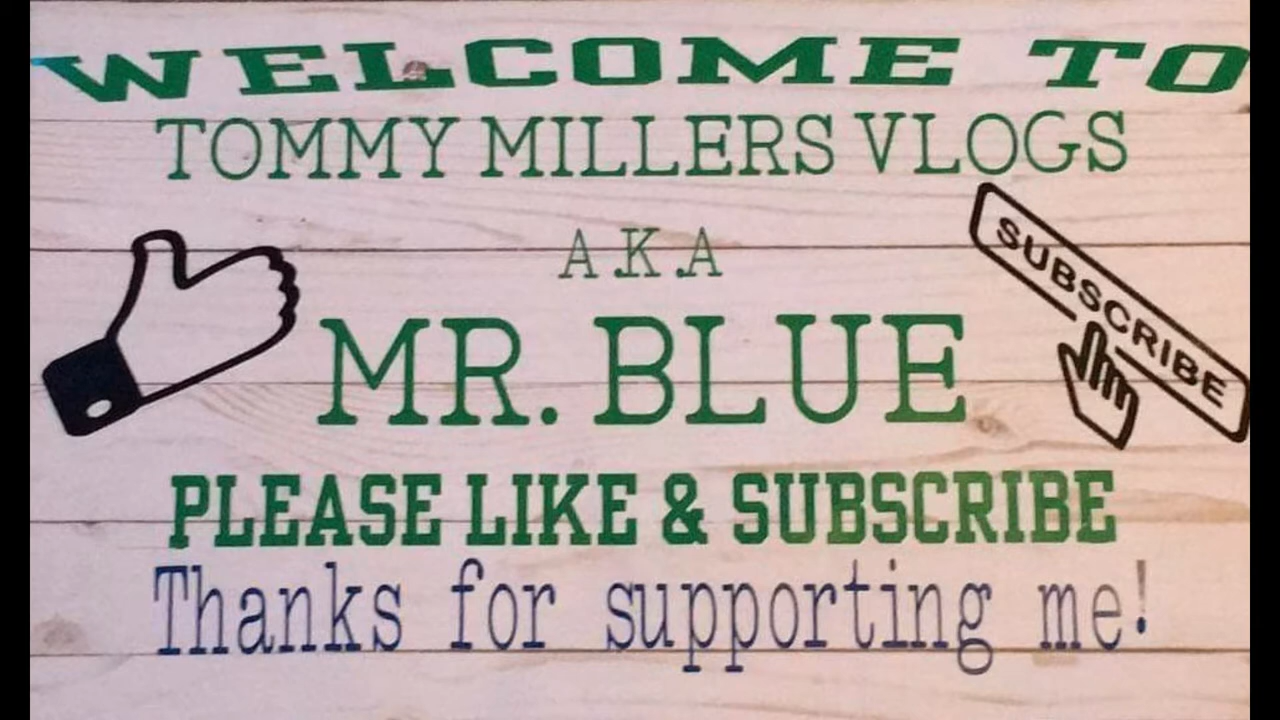 WELCOME TO
TOMMY MILLERS VLOGS
A.K.A
MR. BLUE
SUBSCRIBE
PLEASE LIKE & SUBSCRIBE
Thanks for supporting me!